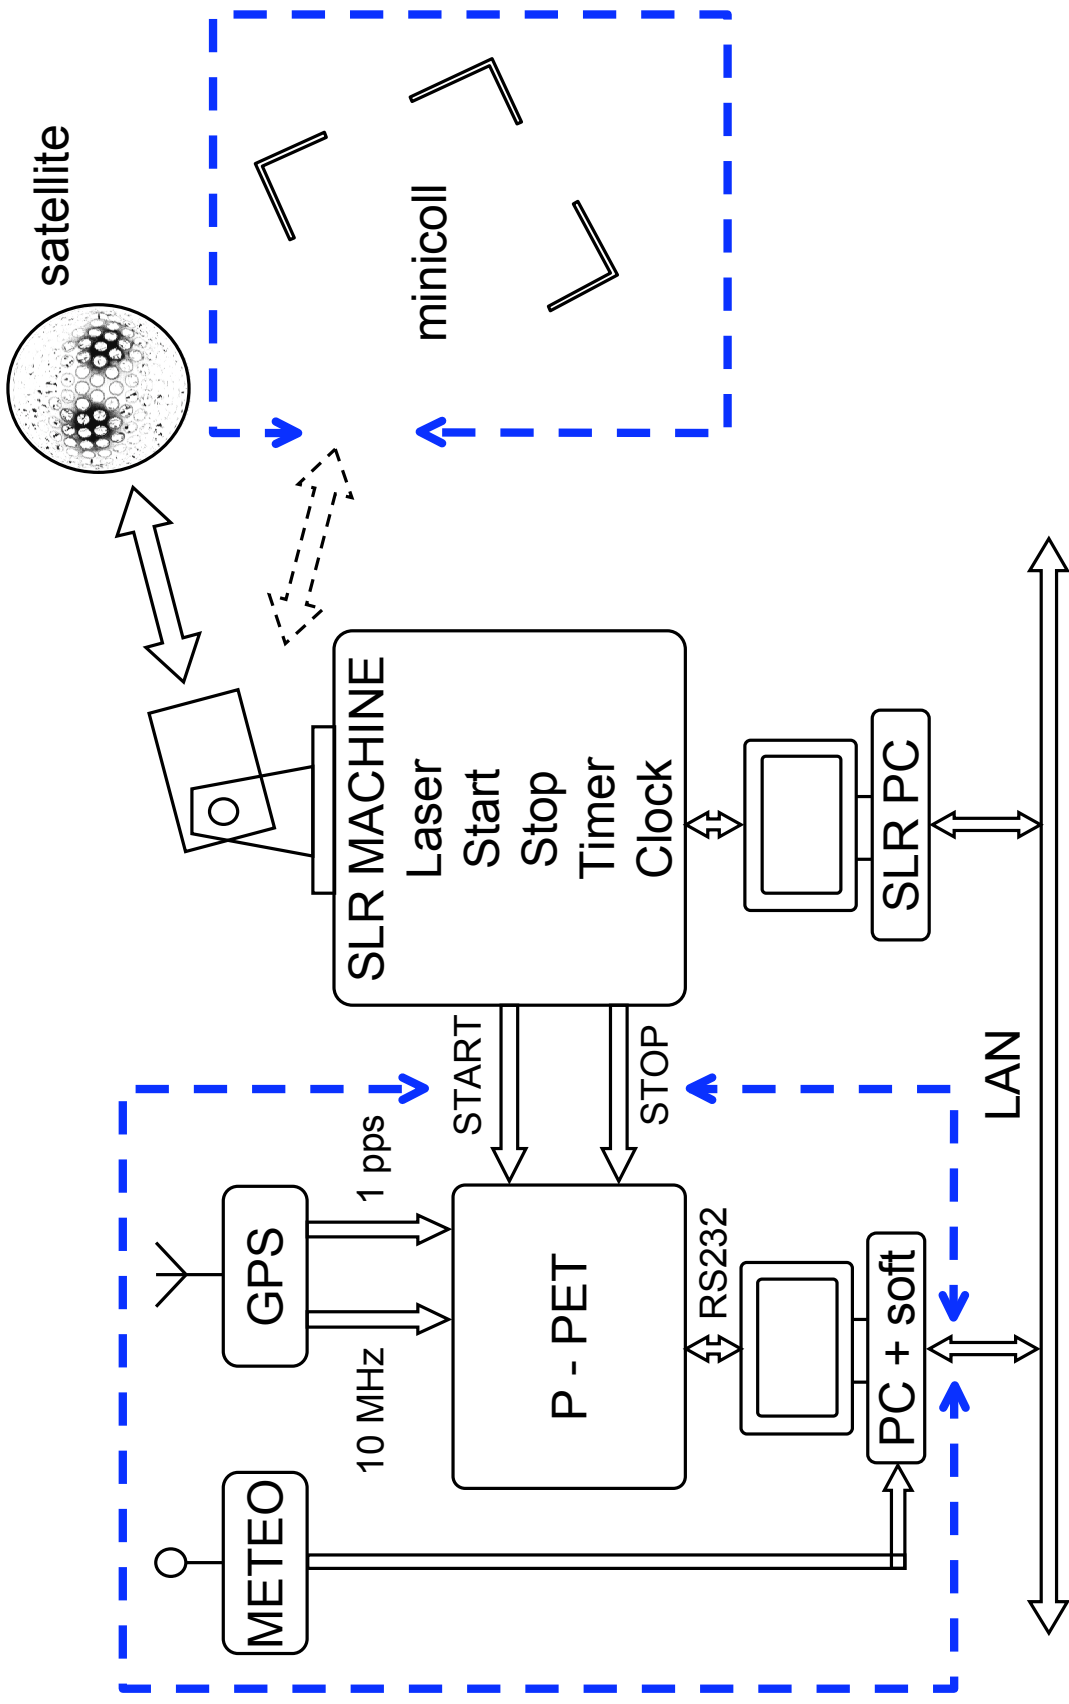 satellite
minicoll
SLR MACHINE
Laser
Start
Stop
Timer
Clock
SLR PC
START
STOP
1 pps
10 MHz
GPS
METEO
P - PET
RS232
PC + soft
LAN